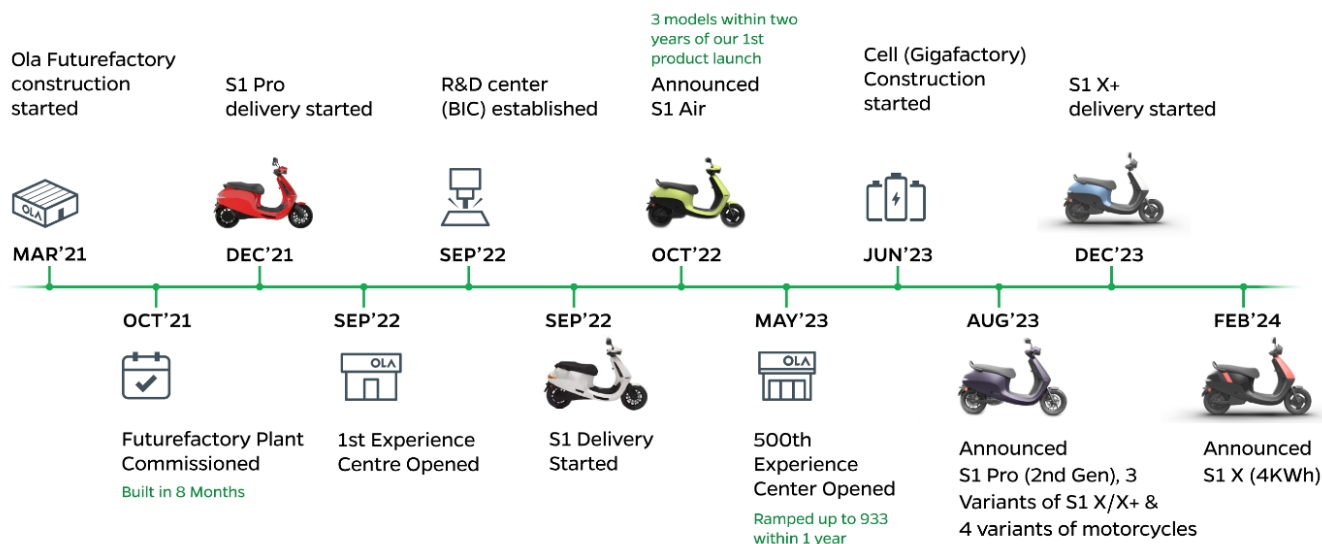 Ola Futurefactory
construction
started
OLA
MAR'21
OCT'21
Futurefactory Plant
Commissioned
Built in 8 Months
S1 Pro
delivery started
DEC'21
SEP'22
OLA
1st Experience
Centre Opened
R&D center
(BIC) established
SEP'22
SEP'22
S1 Delivery
Started
3 models within two
years of our 1st
product launch
Announced
S1 Air
OCT'22
MAY'23
OLA
500th
Experience
Center Opened
Ramped up to 933
within 1 year
Cell (Gigafactory)
Construction
started
JUN'23
AUG'23
Announced
S1 Pro (2nd Gen), 3
Variants of S1 X/X+ &
4 variants of motorcycles
S1 X+
delivery started
DEC'23
FEB'24
Announced
S1 X (4KWh)